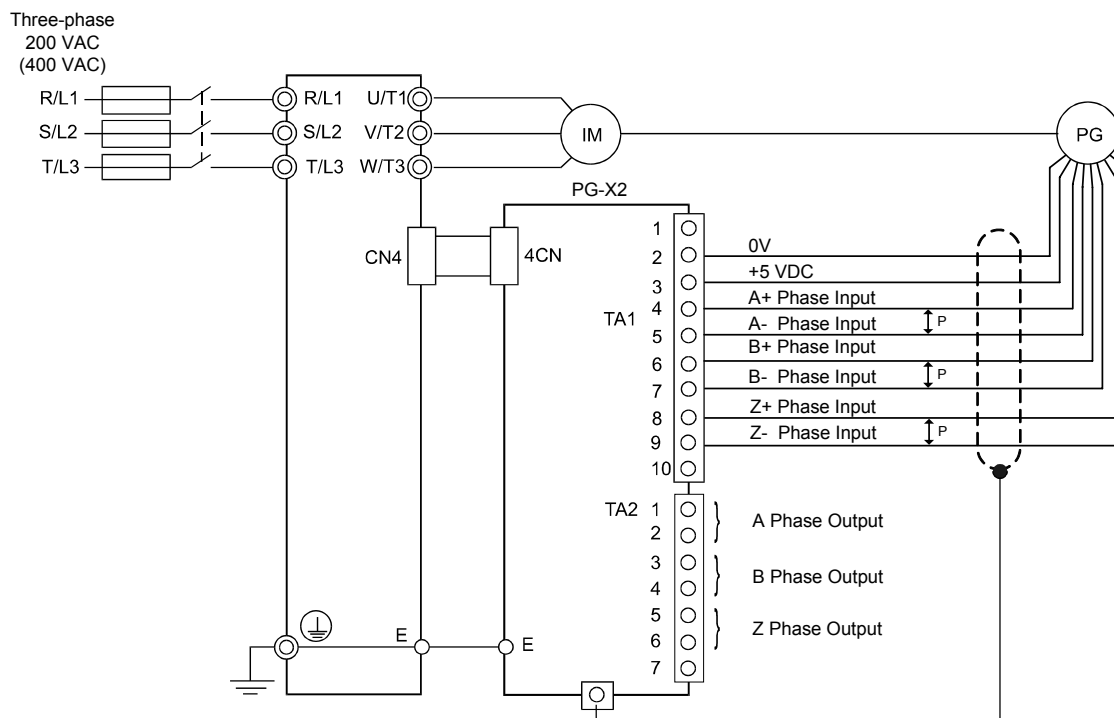 Three-phase
200 VAC
(400 VAC)
R/L1 R/L1 U/T1
S/L2 S/L2 V/T2 IM PG
T/L3 T/L3 W/T3
PG-X2
CN4 4CN
TA1
1
2 0V
3 +5 VDC
4 A+ Phase Input
P
5 A- Phase Input
6 B+ Phase Input
P
7 B- Phase Input
8 Z+ Phase Input
P
9 Z- Phase Input
10
TA2
1
2
A Phase Output
3
4
B Phase Output
5
6
Z Phase Output
7
E E